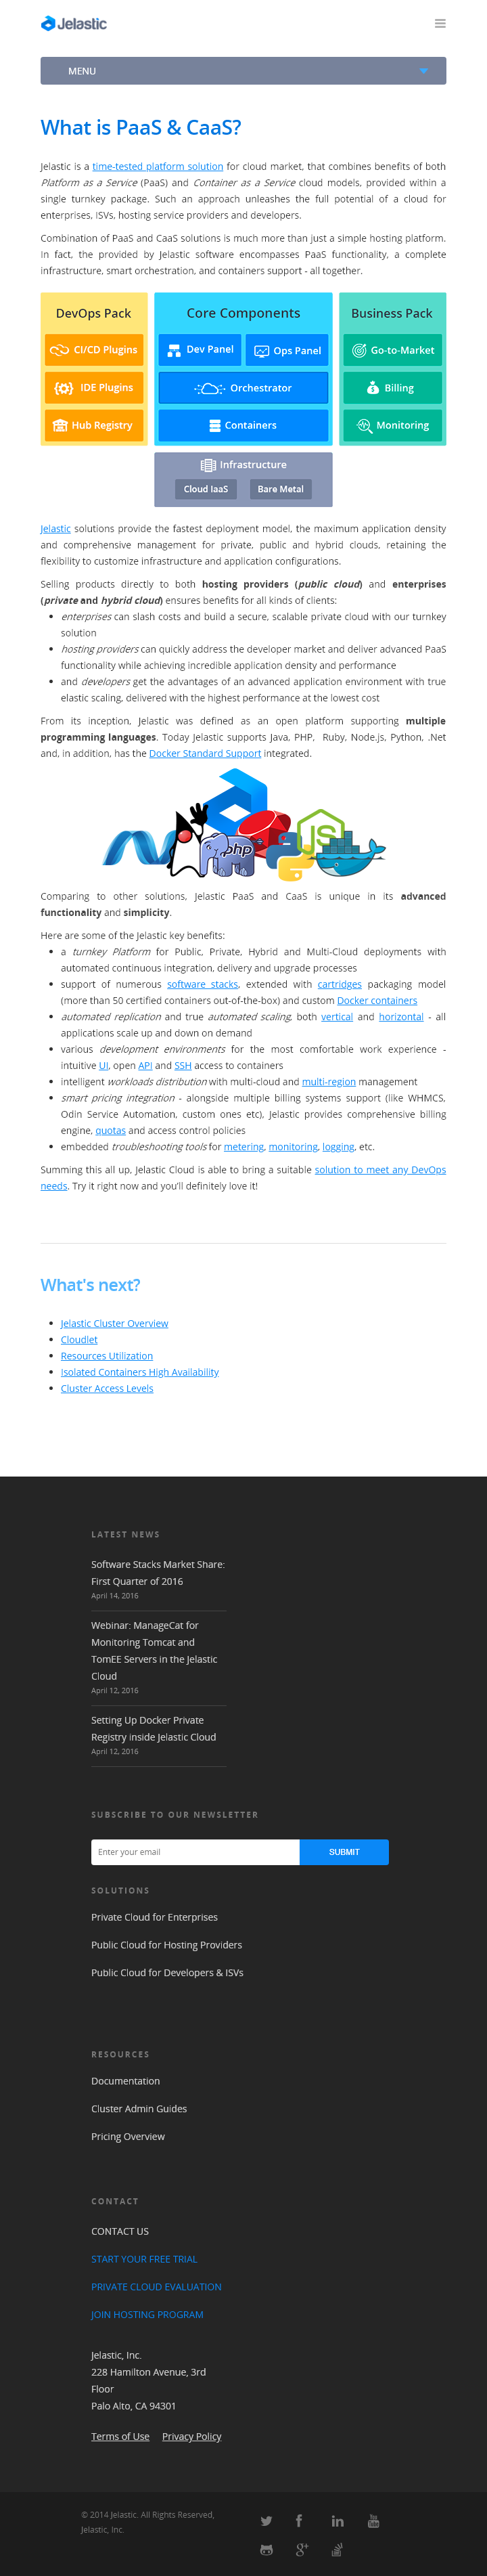 Jelastic
MENU
What is PaaS & CaaS?
Jelastic is a time-tested platform solution for cloud market, that combines benefits of both
Platform as a Service (PaaS) and Container as a Service cloud models, provided within a
single turnkey package. Such an approach unleashes the full potential of a cloud for
enterprises, ISVs, hosting service providers and developers.
Combination of PaaS and CaaS solutions is much more than just a simple hosting platform.
In fact, the provided by Jelastic software encompasses PaaS functionality, a complete
infrastructure, smart orchestration, and containers support - all together.
DevOps Pack
CI/CD Plugins
IDE Plugins
Hub Registry
Core Components
Dev Panel
Ops Panel
Orchestrator
Containers
Business Pack
Go-to-Market
Billing
Monitoring
Infrastructure
Cloud IaaS
Bare Metal
Jelastic solutions provide the fastest deployment model, the maximum application density
and comprehensive management for private, public and hybrid clouds, retaining the
flexibility to customize infrastructure and application configurations.
Selling products directly to both hosting providers (public cloud) and enterprises
(private and hybrid cloud) ensures benefits for all kinds of clients:
• enterprises can slash costs and build a secure, scalable private cloud with our turnkey
solution
• hosting providers can quickly address the developer market and deliver advanced PaaS
functionality while achieving incredible application density and performance
• and developers get the advantages of an advanced application environment with true
elastic scaling, delivered with the highest performance at the lowest cost
From its inception, Jelastic was defined as an open platform supporting multiple
programming languages. Today Jelastic supports Java, PHP, Ruby, Node.js, Python, .Net
and, in addition, has the Docker Standard Support integrated.
php
JS
Comparing to other solutions, Jelastic PaaS and CaaS is unique in its advanced
functionality and simplicity.
Here are some of the Jelastic key benefits:
• a turnkey Platform for Public, Private, Hybrid and Multi-Cloud deployments with
automated continuous integration, delivery and upgrade processes
• support of numerous software stacks, extended with cartridges packaging model
(more than 50 certified containers out-of-the-box) and custom Docker containers
• automated replication and true automated scaling, both vertical and horizontal - all
applications scale up and down on demand
• various development environments for the most comfortable work experience -
intuitive UI, open API and SSH access to containers
• intelligent workloads distribution with multi-cloud and multi-region management
• smart pricing integration - alongside multiple billing systems support (like WHMCS,
Odin Service Automation, custom ones etc), Jelastic provides comprehensive billing
engine, quotas and access control policies
• embedded troubleshooting tools for metering, monitoring, logging, etc.
Summing this all up, Jelastic Cloud is able to bring a suitable solution to meet any DevOps
needs. Try it right now and you'll definitely love it!
What's next?
• Jelastic Cluster Overview
• Cloudlet
• Resources Utilization
• Isolated Containers High Availability
• Cluster Access Levels
LATEST NEWS
Software Stacks Market Share:
First Quarter of 2016
April 14, 2016
Webinar: ManageCat for
Monitoring Tomcat and
TomEE Servers in the Jelastic
Cloud
April 12, 2016
Setting Up Docker Private
Registry inside Jelastic Cloud
April 12, 2016
SUBSCRIBE TO OUR NEWSLETTER
Enter your email
SUBMIT
SOLUTIONS
Private Cloud for Enterprises
Public Cloud for Hosting Providers
Public Cloud for Developers & ISVs
RESOURCES
Documentation
Cluster Admin Guides
Pricing Overview
CONTACT
CONTACT US
START YOUR FREE TRIAL
PRIVATE CLOUD EVALUATION
JOIN HOSTING PROGRAM
Jelastic, Inc.
228 Hamilton Avenue, 3rd
Floor
Palo Alto, CA 94301
Terms of Use Privacy Policy
© 2014 Jelastic. All Rights Reserved,
Jelastic, Inc.